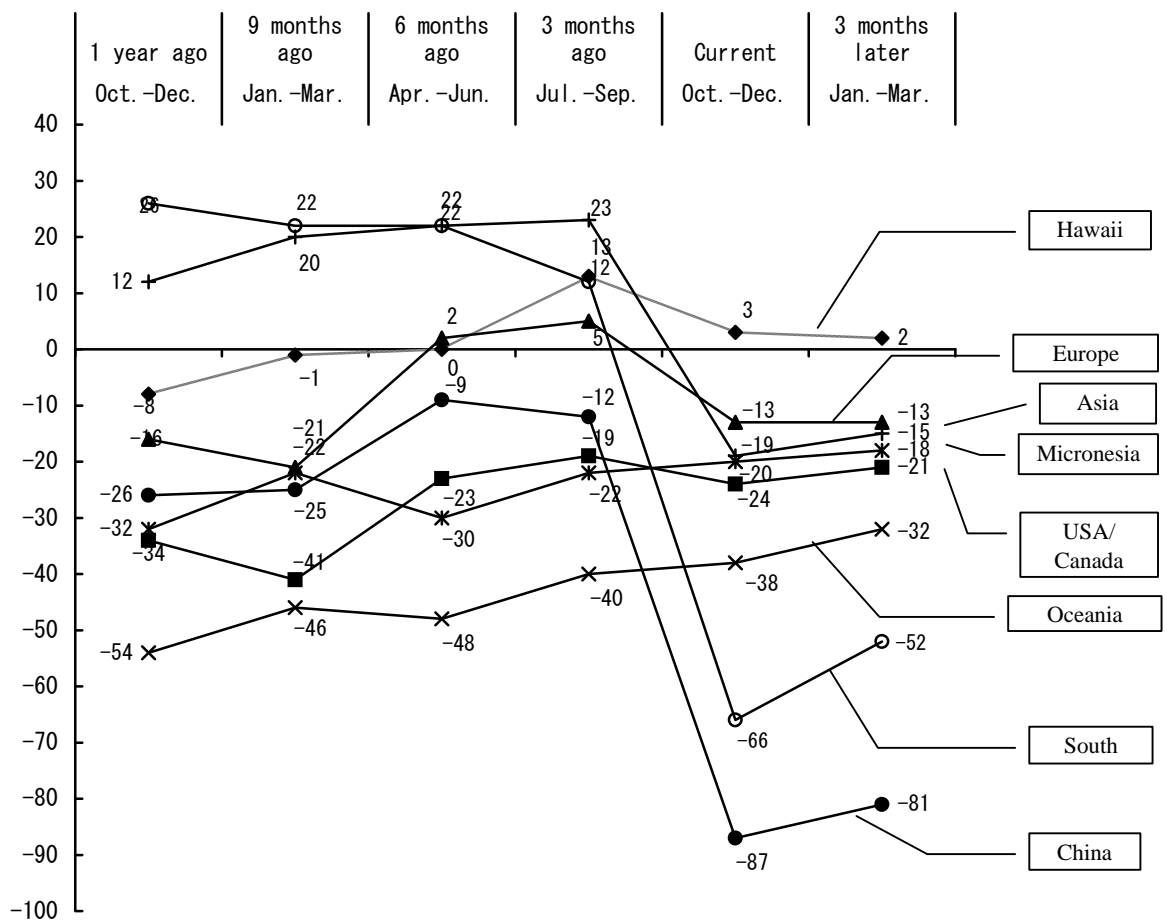 1 year ago
Oct.-Dec.
9 months
ago
Jan.-Mar.
6 months
ago
Apr.-Jun.
3 months
ago
Jul.-Sep.
Current
Oct.-Dec.
3 months
later
Jan.-Mar.
40
30
20
10
0
-10
-20
-30
-40
-50
-60
-70
-80
-90
-100
26
12
-8
-16
-26
-32
-34
-54
22
20
-1
-21
-22
-25
-41
-46
22
22
2
0
-9
-23
-30
-48
23
13
12
5
-12
-19
-22
-40
3
-13
-19
-20
-24
-38
-66
-87
2
-13
-15
-18
-21
-32
-52
-81
Hawaii
Europe
Asia
Micronesia
USA/
Canada
Oceania
South
China